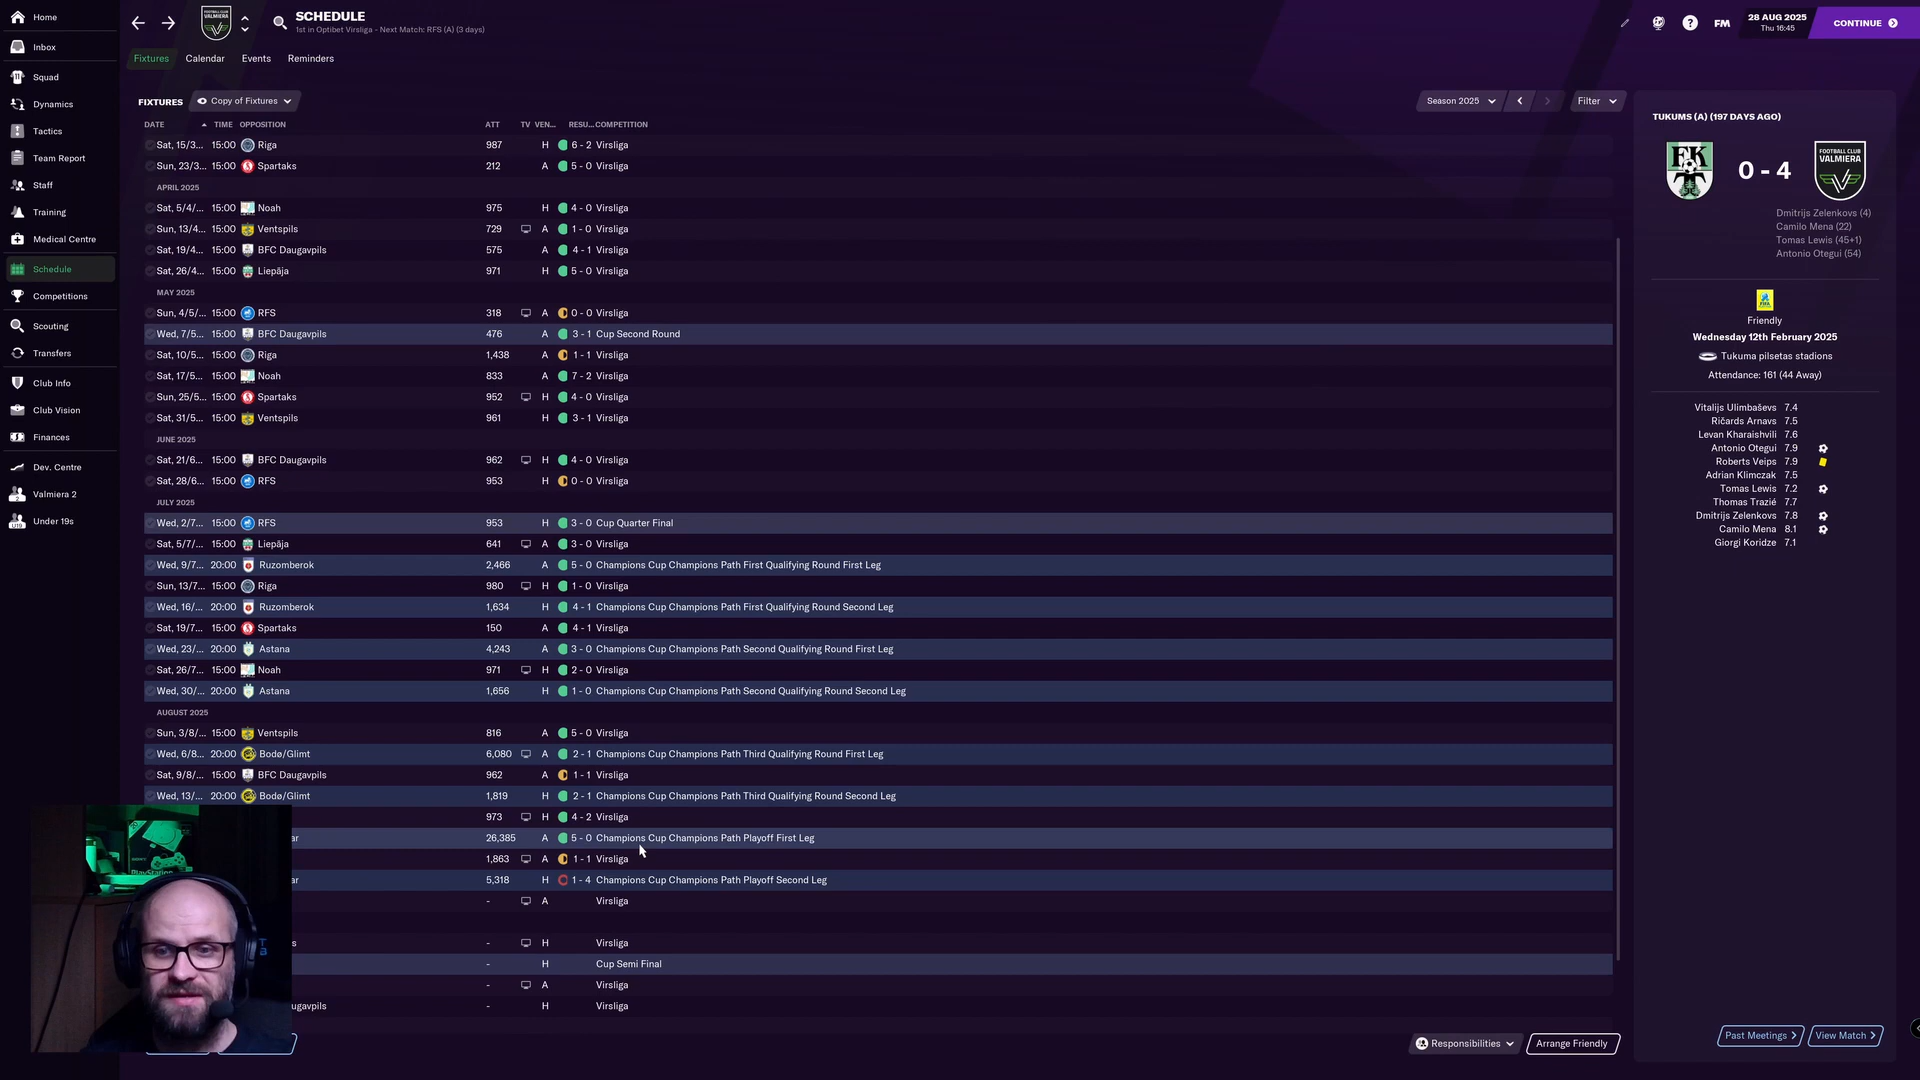 Home
Inbox
Squad
Dynamics
Tactics
Team Report
Staff
Training
Medical Centre
Schedule
Competitions
Scouting
Transfers
Club Info
Club Vision
Finances
Dev. Centre
Valmiera 2
Under 19s
FOOTBALL CLUB VALMIERA
SCHEDULE
1st in Optibet Virsliga - Next Match: RFS (A) (3 days)
FM
28 AUG 2025
Thu 16:45
CONTINUE
Fixtures Calendar Events Reminders
FIXTURES Copy of Fixtures
Season 2025 Filter
DATE TIME OPPOSITION ATT TV VEN... RESU... COMPETITION
Sat, 15/3... 15:00 Riga 987 H 6 - 2 Virsliga
Sun, 23/3... 15:00 Spartaks 212 A 5 - 0 Virsliga
APRIL 2025
Sat, 5/4/... 15:00 Noah 975 H 4 - 0 Virsliga
Sun, 13/4... 15:00 Ventspils 729 A 1 - 0 Virsliga
Sat, 19/4... 15:00 BFC Daugavpils 575 A 4 - 1 Virsliga
Sat, 26/4... 15:00 Liepāja 971 H 5 - 0 Virsliga
MAY 2025
Sun, 4/5/... 15:00 RFS 318 A 0 - 0 Virsliga
Wed, 7/5... 15:00 BFC Daugavpils 476 A 3 - 1 Cup Second Round
Sat, 10/5... 15:00 Riga 1,438 A 1 - 1 Virsliga
Sat, 17/5... 15:00 Noah 833 A 7 - 2 Virsliga
Sun, 25/5... 15:00 Spartaks 952 H 4 - 0 Virsliga
Sat, 31/5... 15:00 Ventspils 961 H 3 - 1 Virsliga
JUNE 2025
Sat, 21/6... 15:00 BFC Daugavpils 962 H 4 - 0 Virsliga
Sat, 28/6... 15:00 RFS 953 H 0 - 0 Virsliga
JULY 2025
Wed, 2/7... 15:00 RFS 953 H 3 - 0 Cup Quarter Final
Sat, 5/7/... 15:00 Liepāja 641 A 3 - 0 Virsliga
Wed, 9/7... 20:00 Ruzomberok 2,466 A 5 - 0 Champions Cup Champions Path First Qualifying Round First Leg
Sun, 13/7... 15:00 Riga 980 H 1 - 0 Virsliga
Wed, 16/... 20:00 Ruzomberok 1,634 H 4 - 1 Champions Cup Champions Path First Qualifying Round Second Leg
Sat, 19/7... 15:00 Spartaks 150 A 4 - 1 Virsliga
Wed, 23/... 20:00 Astana 4,243 A 3 - 0 Champions Cup Champions Path Second Qualifying Round First Leg
Sat, 26/7... 15:00 Noah 971 H 2 - 0 Virsliga
Wed, 30/... 20:00 Astana 1,656 H 1 - 0 Champions Cup Champions Path Second Qualifying Round Second Leg
AUGUST 2025
Sun, 3/8/... 15:00 Ventspils 816 A 5 - 0 Virsliga
Wed, 6/8... 20:00 Bodø/Glimt 6,080 A 2 - 1 Champions Cup Champions Path Third Qualifying Round First Leg
Sat, 9/8/... 15:00 BFC Daugavpils 962 A 1 - 1 Virsliga
Wed, 13/... 20:00 Bodø/Glimt 1,819 H 2 - 1 Champions Cup Champions Path Third Qualifying Round Second Leg
973 H 4 - 2 Virsliga
ar 26,385 A 5 - 0 Champions Cup Champions Path Playoff First Leg
1,863 A 1 - 1 Virsliga
ar 5,318 H 1 - 4 Champions Cup Champions Path Playoff Second Leg
- A Virsliga
s - H Virsliga
- H Cup Semi Final
- A Virsliga
ugavpils - H Virsliga
Responsibilities Arrange Friendly
TUKUMS (A) (197 DAYS AGO)
FK
0 - 4
FOOTBALL CLUB VALMIERA
Dmitrijs Zelenkovs (4)
Camilo Mena (22)
Tomas Lewis (45+1)
Antonio Otegui (54)
Friendly
Wednesday 12th February 2025
Tukuma pilsetas stadions
Attendance: 161 (44 Away)
Vitalijs Ulimbaševs 7.4
Ričards Arnavs 7.5
Levan Kharaishvili 7.6
Antonio Otegui 7.9
Roberts Veips 7.9
Adrian Klimczak 7.5
Tomas Lewis 7.2
Thomas Trazié 7.7
Dmitrijs Zelenkovs 7.8
Camilo Mena 8.1
Giorgi Koridze 7.1
Past Meetings View Match